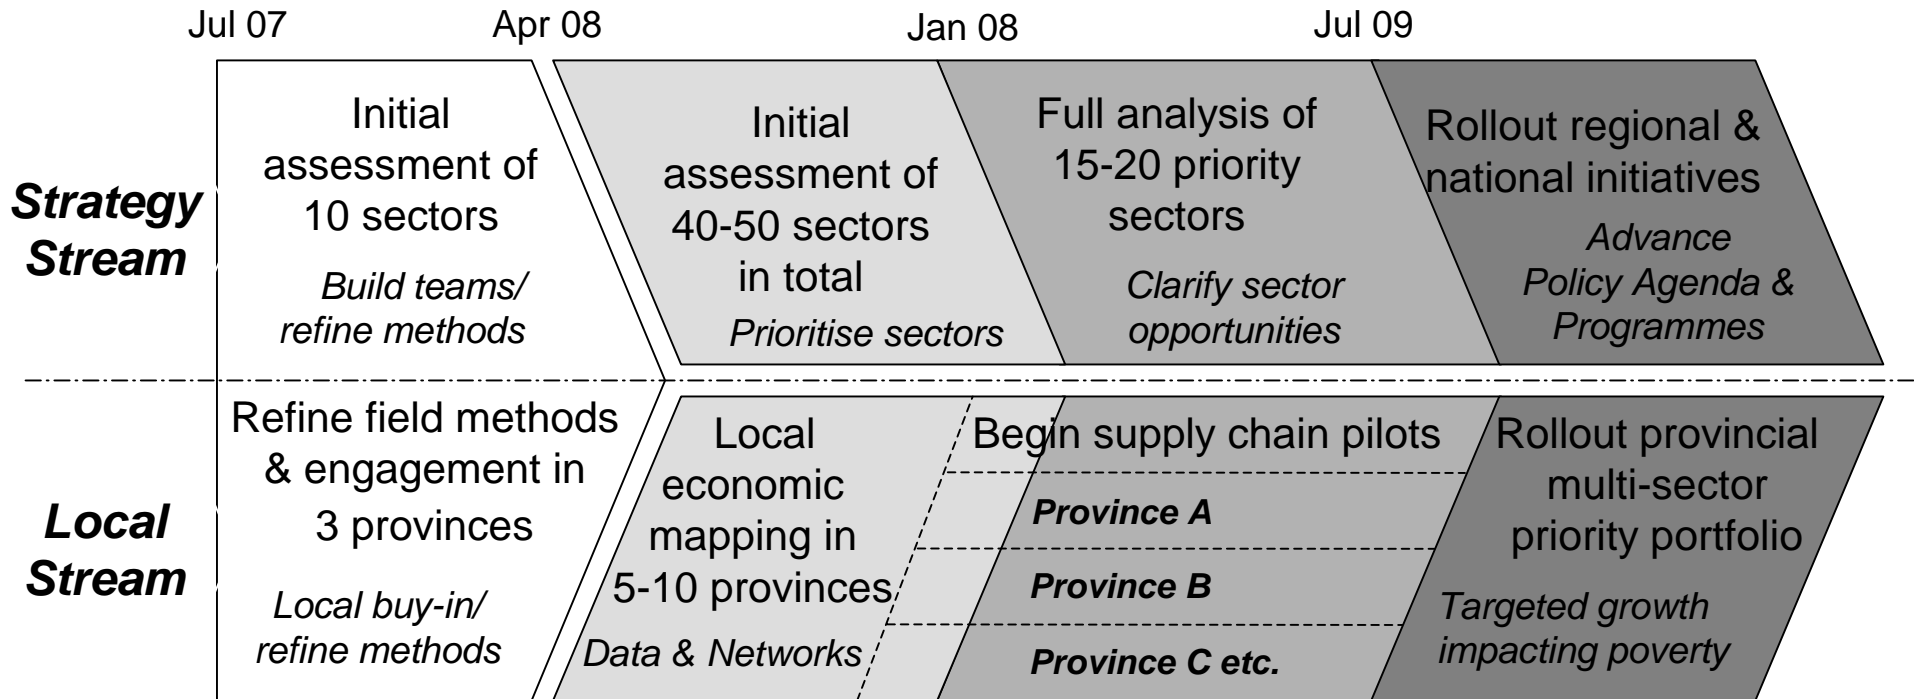 Jul 07
Apr 08
Jan 08
Jul 09
Strategy
Stream
Initial
assessment of
10 sectors
Build teams/
refine methods
Initial
assessment of
40-50 sectors
in total
Prioritise sectors
Full analysis of
15-20 priority
sectors
Clarify sector
opportunities
Rollout regional &
national initiatives
Advance
Policy Agenda &
Programmes
Local
Stream
Refine field methods
& engagement in
3 provinces
Local buy-in/
refine methods
Local
economic
mapping in
5-10 provinces
Data & Networks
Begin supply chain pilots
Province A
Province B
Province C etc.
Rollout provincial
multi-sector
priority portfolio
Targeted growth
impacting poverty